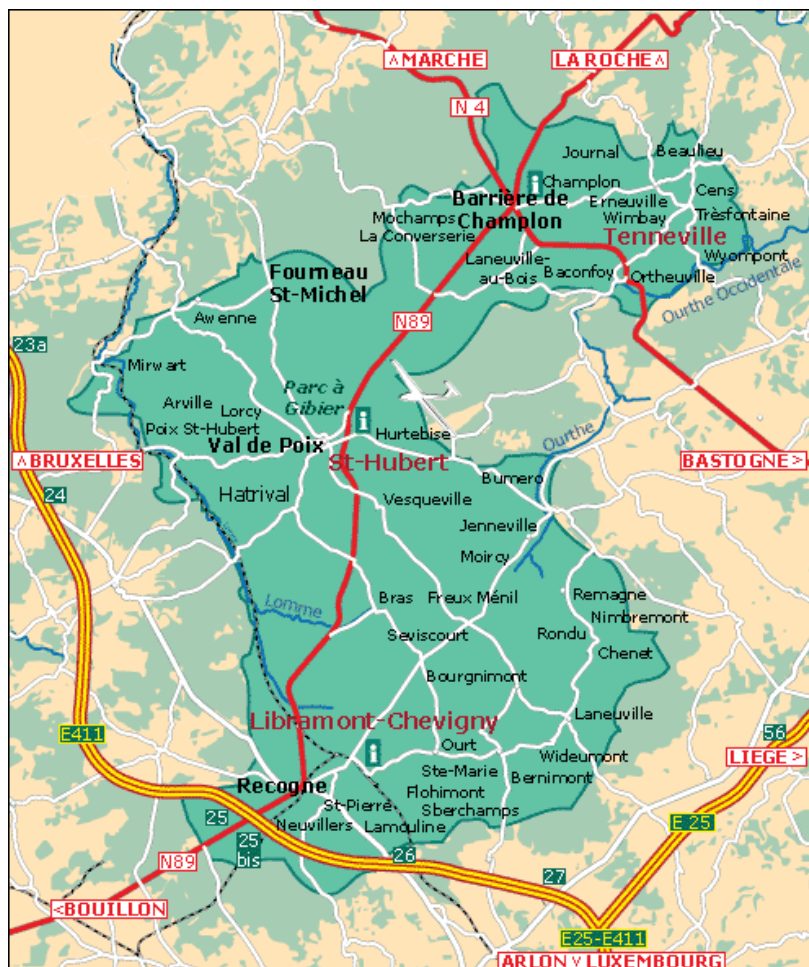 ^MARCHE
LA ROCHE^
N 4
Journal
Beaulieu
i
Champlon
Cens
Barrière de
Champlon
Erneuville
Wimbay
Trèsfontaine
Mochamps
La Converserie
Tenneville
Laneuville-
au-Bois
Wyompont
Baconfoy
Ortheuville
Fourneau
St-Michel
Ourthe Occidentale
Awenne
N89
23a
Mirwart
Parc à
Gibier
Arville
Lorcy
i
Poix St-Hubert
Hurtebise
Val de Poix
Ourthe
^BRUXELLES
St-Hubert
BASTOGNE >
Bumero
24
Hatrival
Vesqueville
Jenneville
Moircy
Lomme
Bras
Freux Ménil
Remagne
Nimbremont
Seviscourt
Rondu
Chenet
Bourgnimont
Libramont-Chevigny
Laneuville
E411
i
Ourt
56
Wideumont
LIEGE >
Recogne
Ste-Marie
Bernimont
Flohimont
St-Pierre
Sberchamps
25
Neuvillers
Lamouline
E 25
25
bis
N89
26
27
<BOUILLON
E25-E411
ARLON v LUXEMBOURG